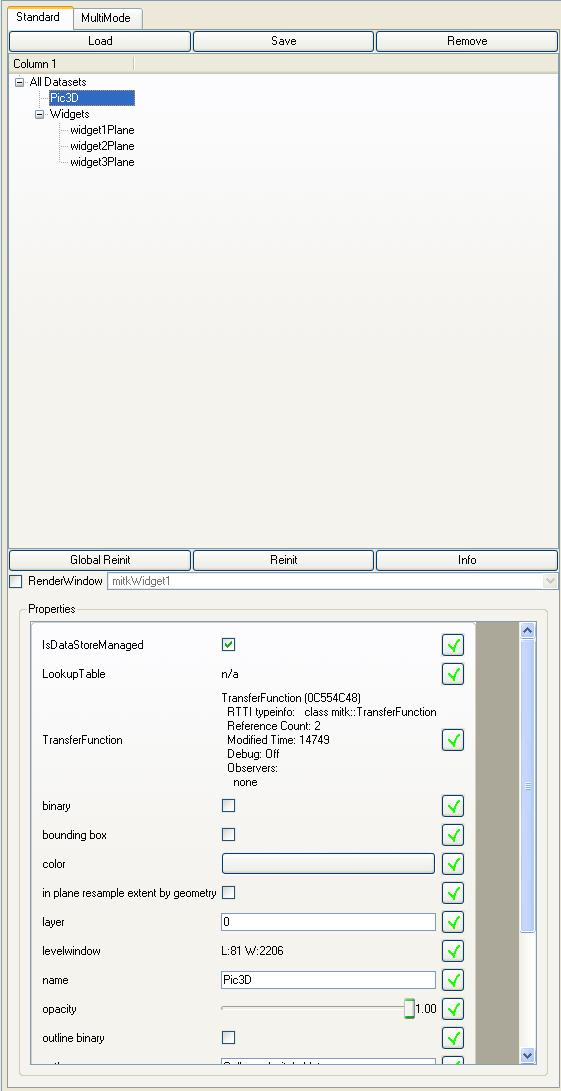 Standard MultiMode
Load Save Remove
Column 1
All Datasets
Pic3D
Widgets
widget1Plane
widget2Plane
widget3Plane
Global Reinit Reinit Info
RenderWindow mitkWidget1
Properties
IsDataStoreManaged
LookupTable n/a
TransferFunction (0C554C48)
RTTI typeinfo: class mitk::TransferFunction
Reference Count: 2
TransferFunction Modified Time: 14749
Debug: Off
Observers:
none
binary
bounding box
color
in plane resample extent by geometry
layer 0
levelwindow L:81 W:2206
name Pic3D
opacity 1.00
outline binary